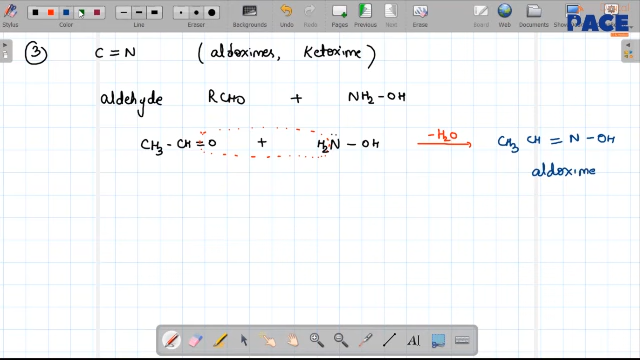 Stylus Color Line Eraser Backgrounds Undo Redo Pages Previous Next Erase Board Web Show
PACE
③ C = N (aldoximes, Ketoxime)
aldehyde RCHO + NH2 - OH
CH3 - CH = O + H2N - OH -H2O CH3 CH = N - OH
aldoxime